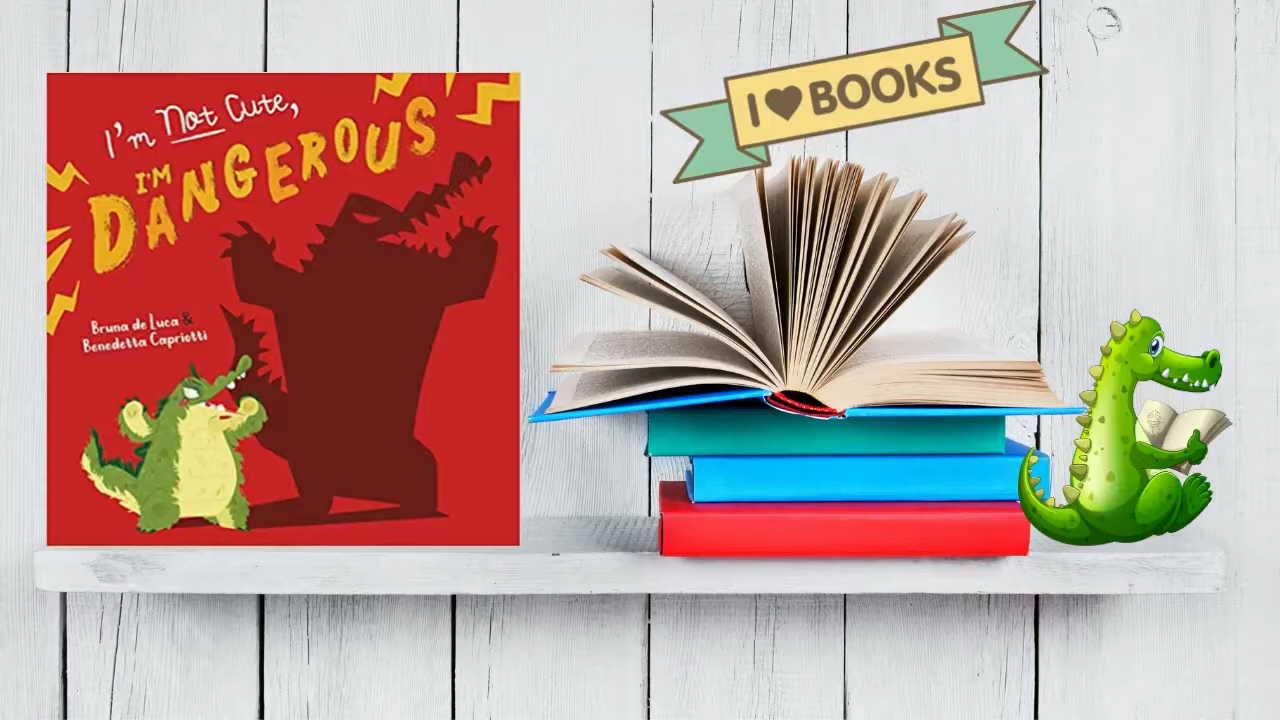 I'm Not Cute,
I'M
DANGEROUS
Bruna de Luca &
Benedetta Capriotti
I ♥ BOOKS